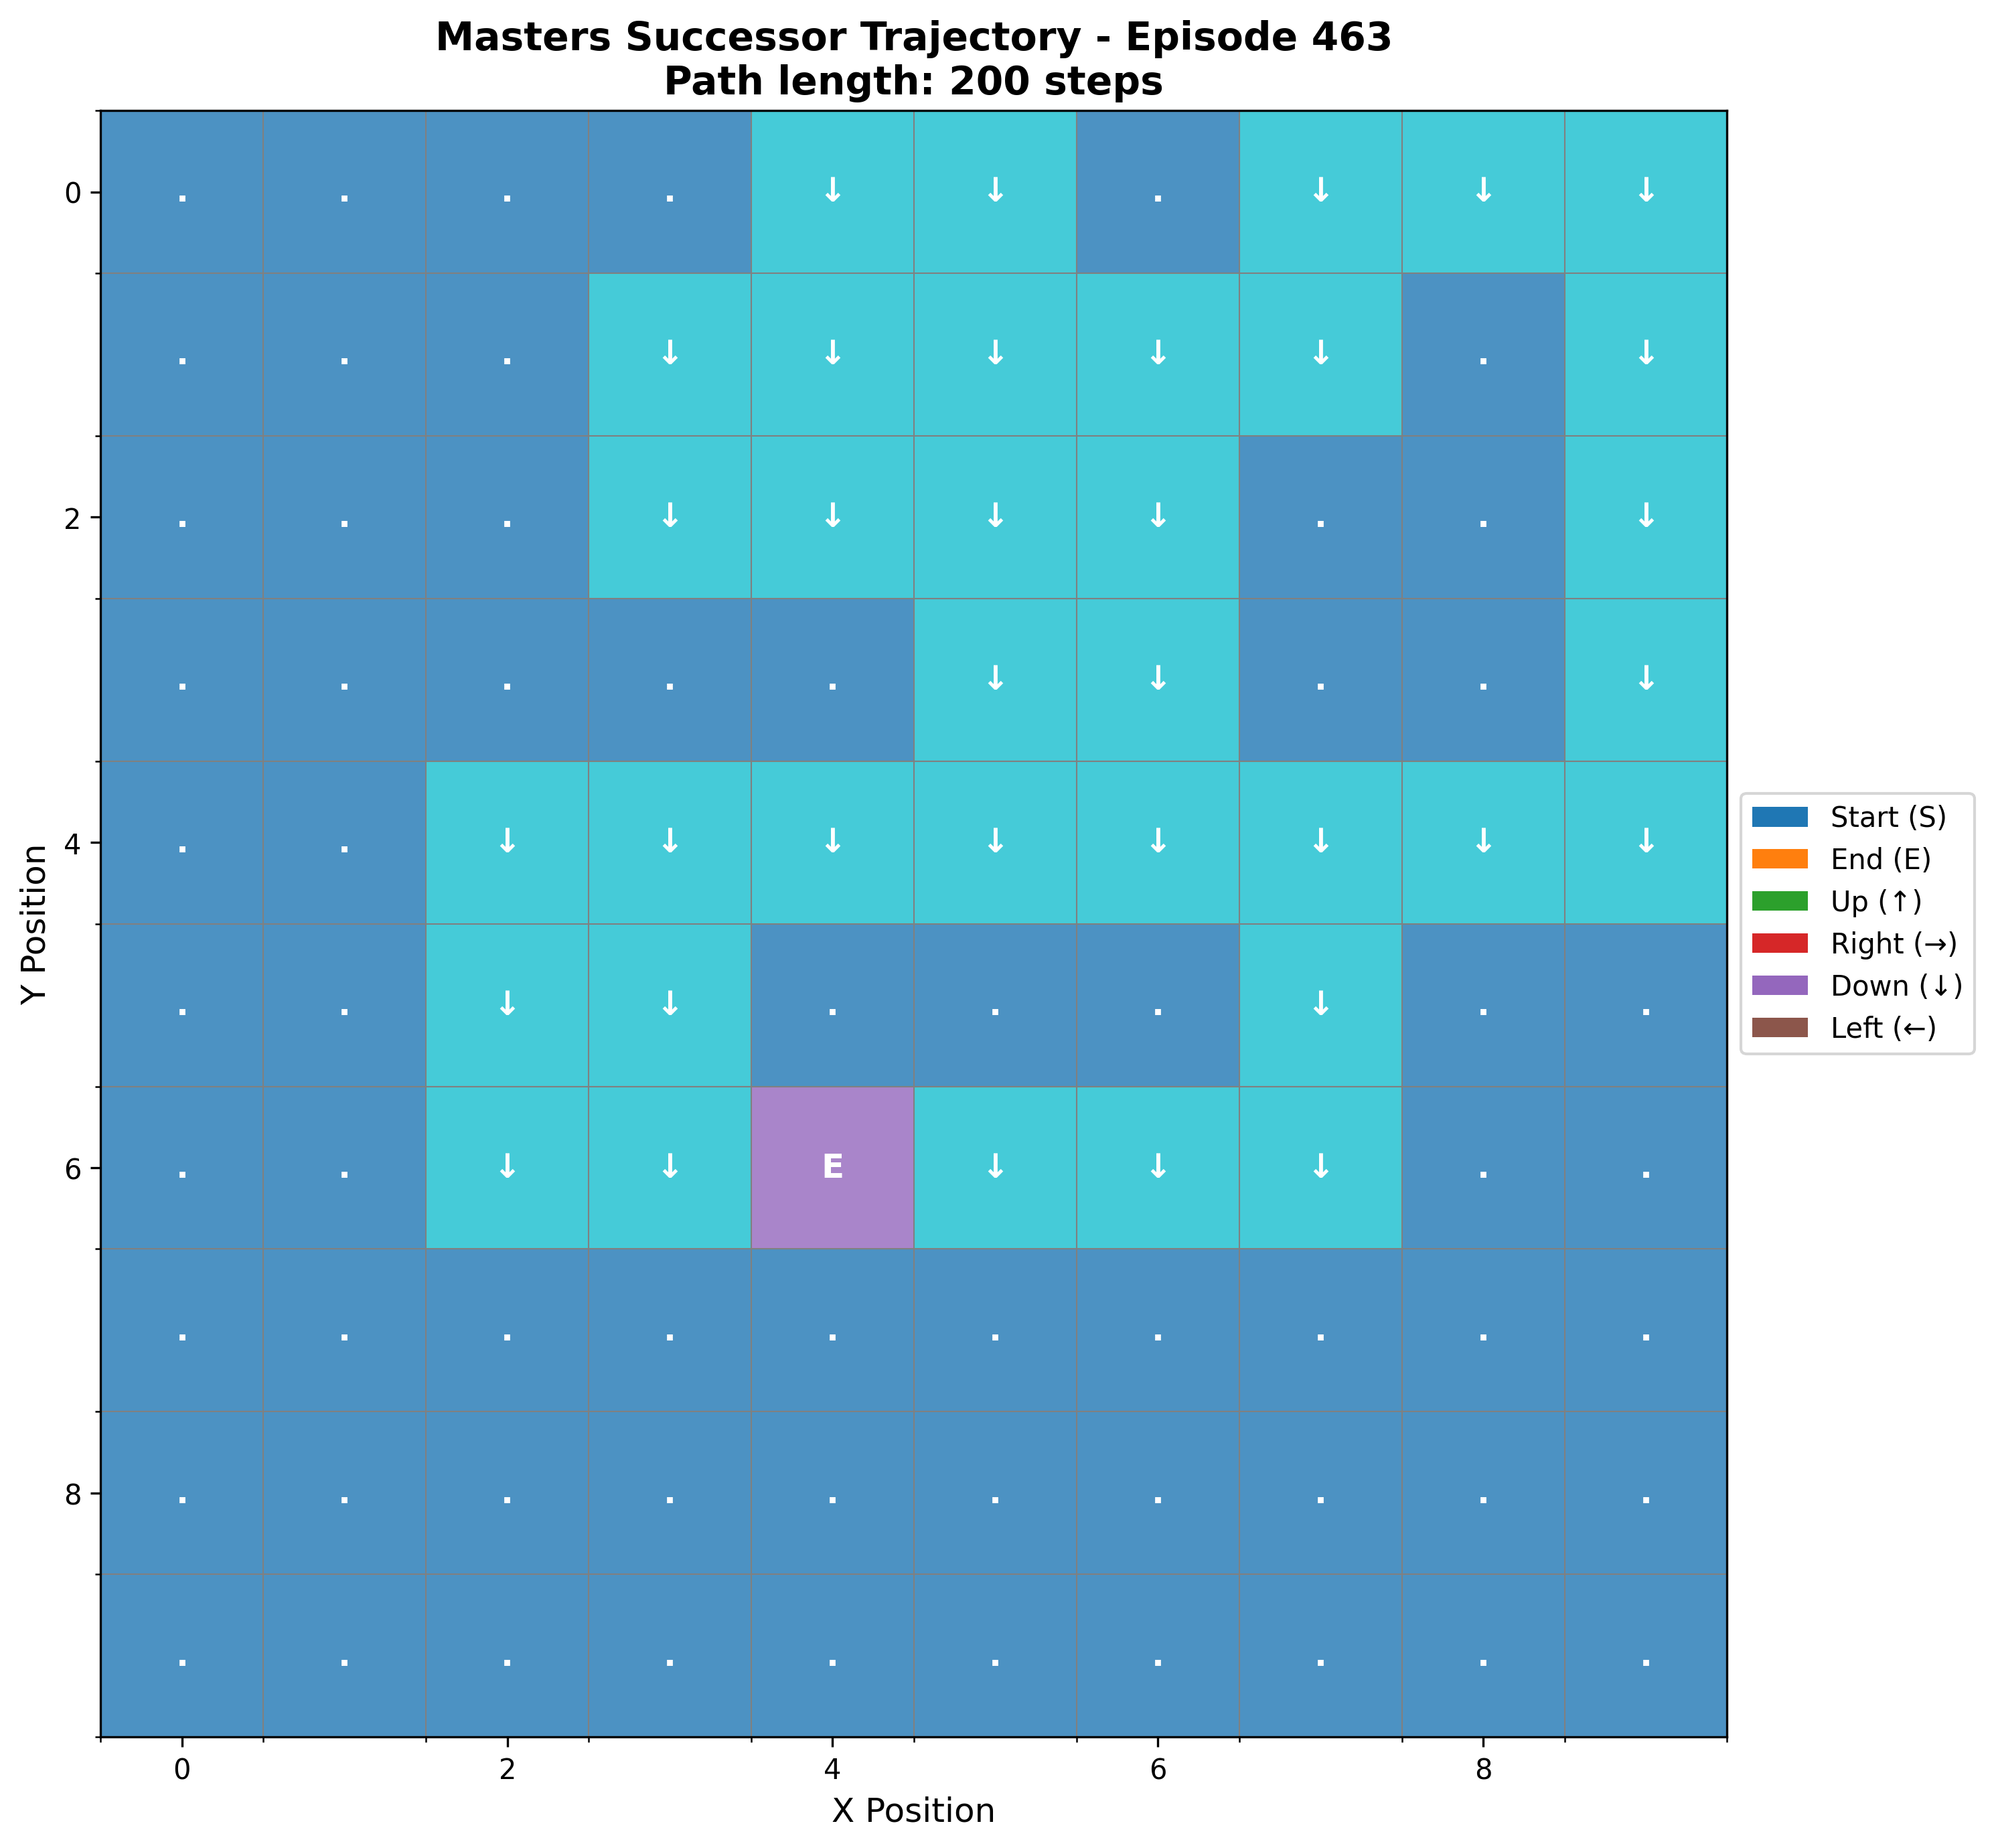 Masters Successor Trajectory - Episode 463
Path length: 200 steps
0 . . . . ↓ ↓ . ↓ ↓ ↓
. . . ↓ ↓ ↓ ↓ ↓ . ↓
2 . . . ↓ ↓ ↓ ↓ . . ↓
. . . . . ↓ ↓ . . ↓
4 . . ↓ ↓ ↓ ↓ ↓ ↓ ↓ ↓
. . ↓ ↓ . . . ↓ . .
6 . . ↓ ↓ E ↓ ↓ ↓ . .
. . . . . . . . . .
8 . . . . . . . . . .
. . . . . . . . . .
0 2 4 6 8
X Position
Y Position
Start (S)
End (E)
Up (↑)
Right (→)
Down (↓)
Left (←)